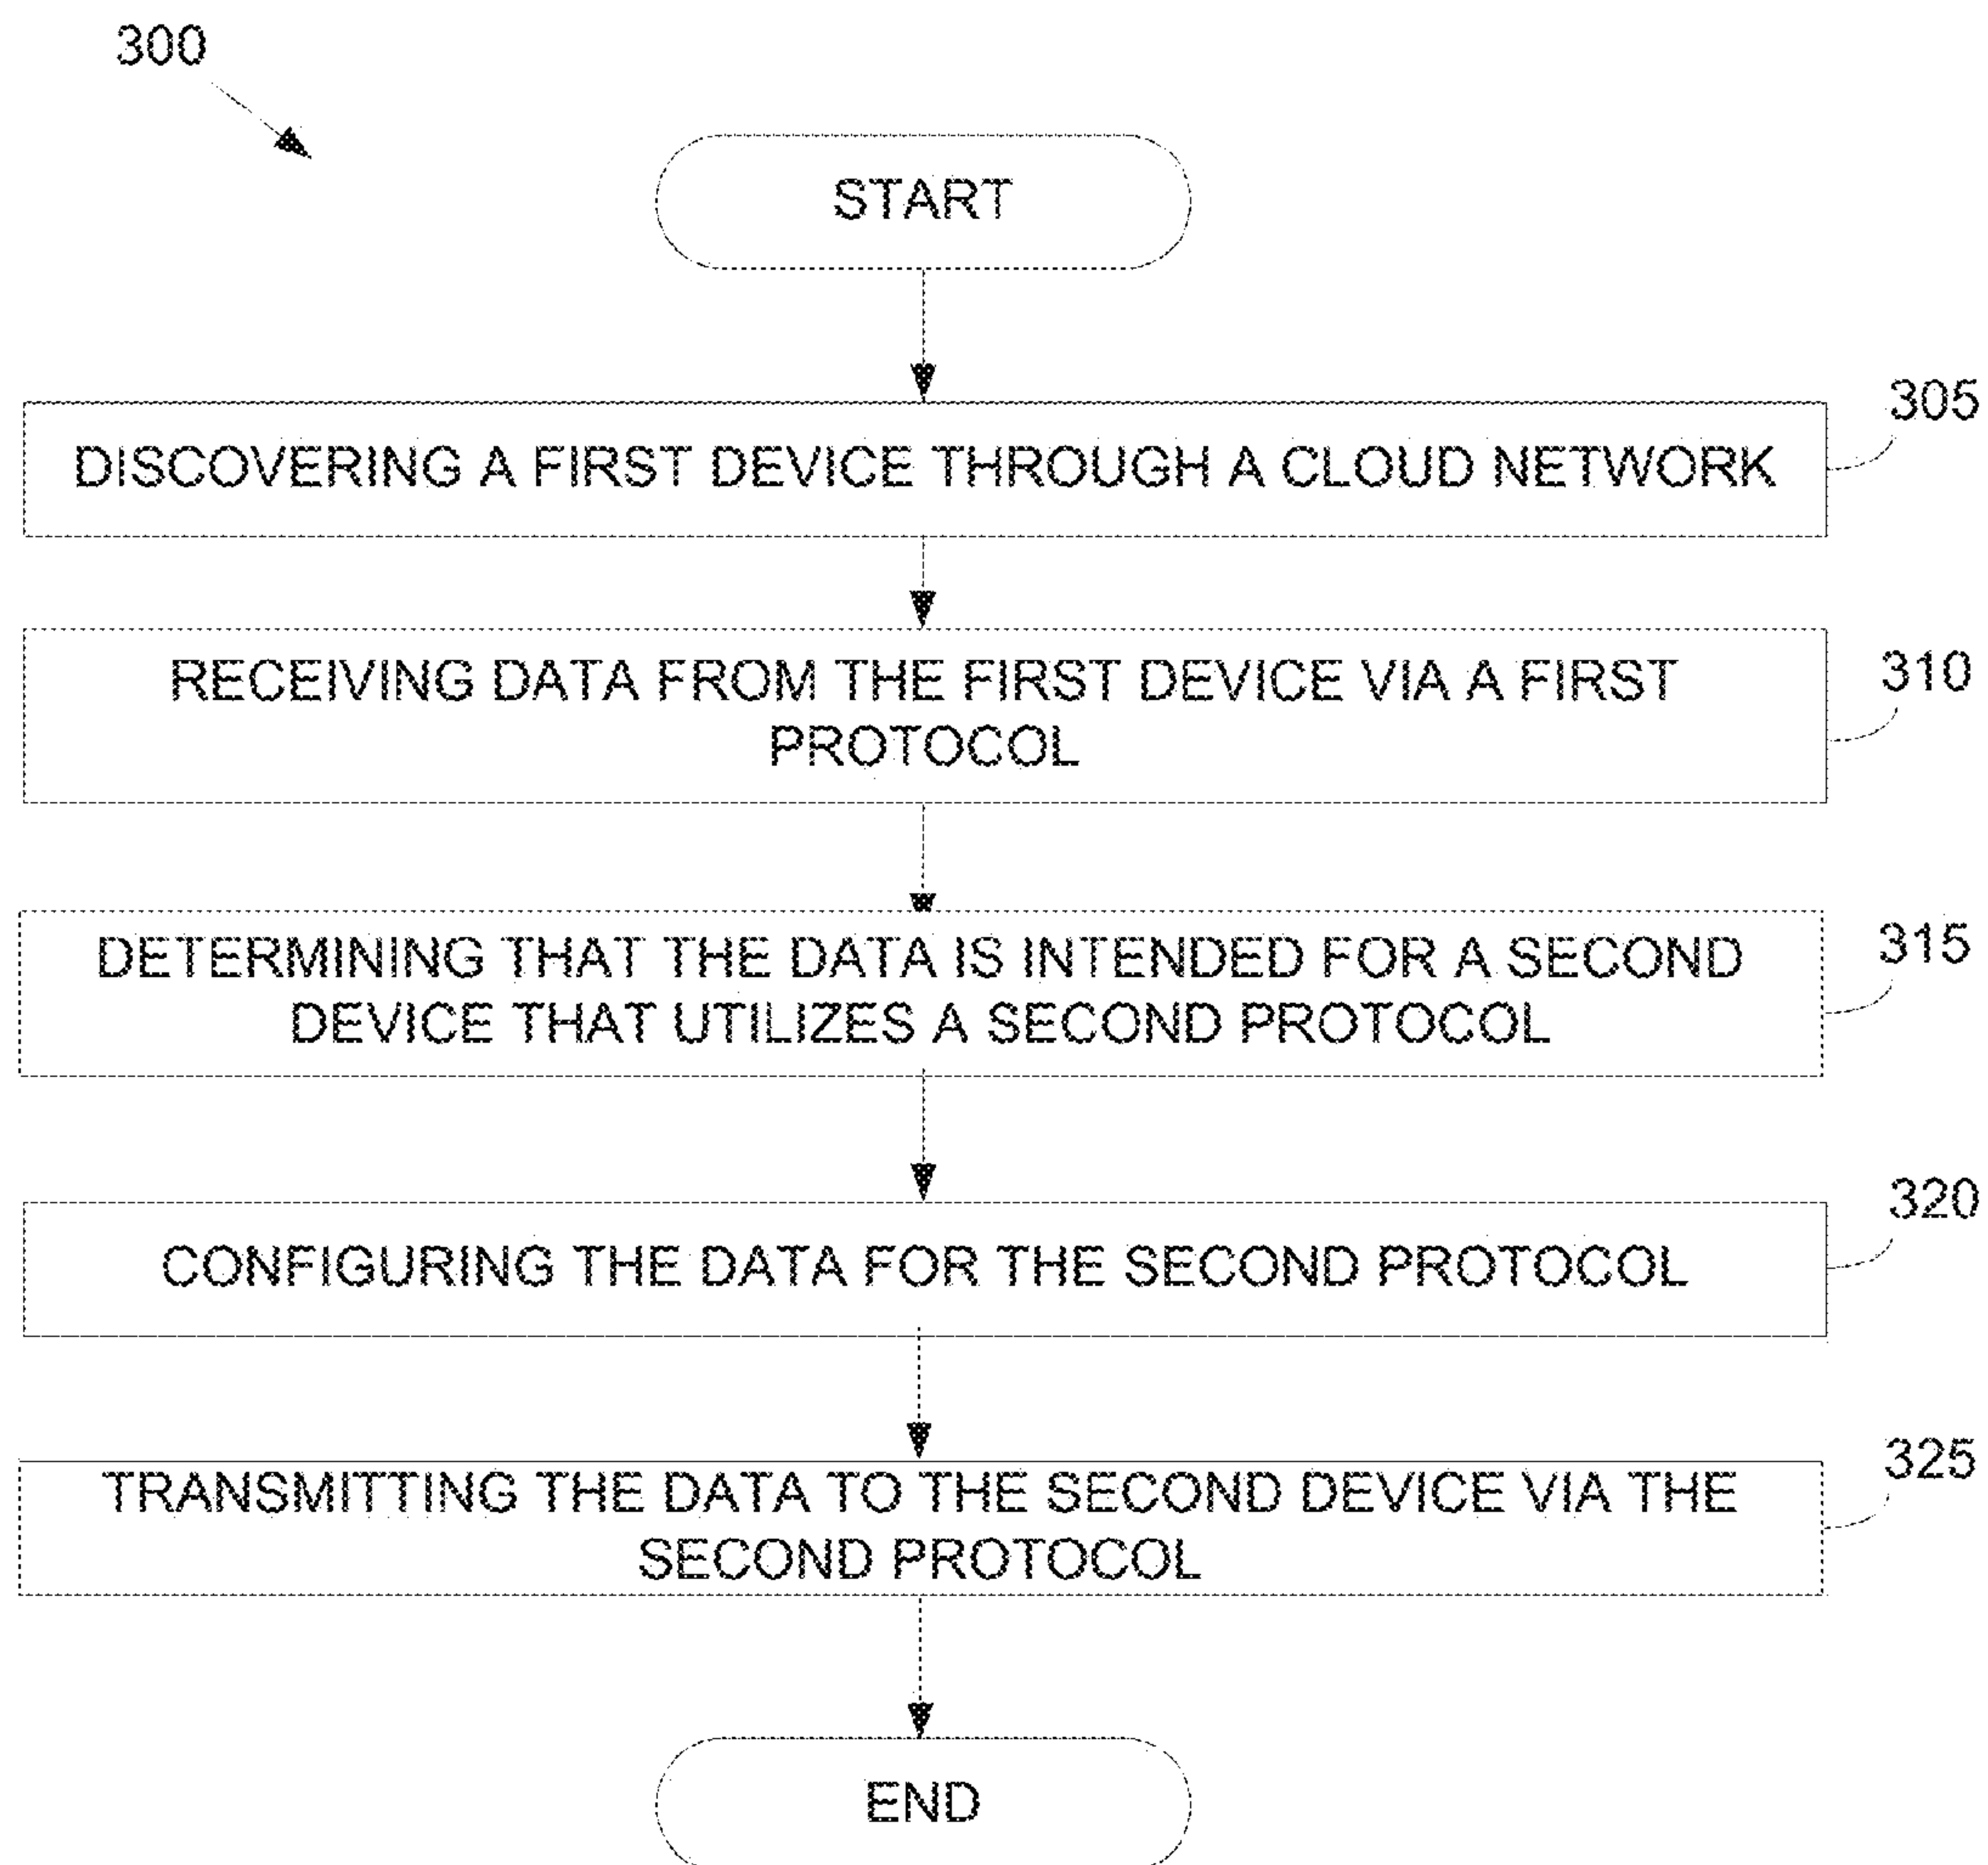 300
START
305
DISCOVERING A FIRST DEVICE THROUGH A CLOUD NETWORK
310
RECEIVING DATA FROM THE FIRST DEVICE VIA A FIRST
PROTOCOL
315
DETERMINING THAT THE DATA IS INTENDED FOR A SECOND
DEVICE THAT UTILIZES A SECOND PROTOCOL
320
CONFIGURING THE DATA FOR THE SECOND PROTOCOL
325
TRANSMITTING THE DATA TO THE SECOND DEVICE VIA THE
SECOND PROTOCOL
END